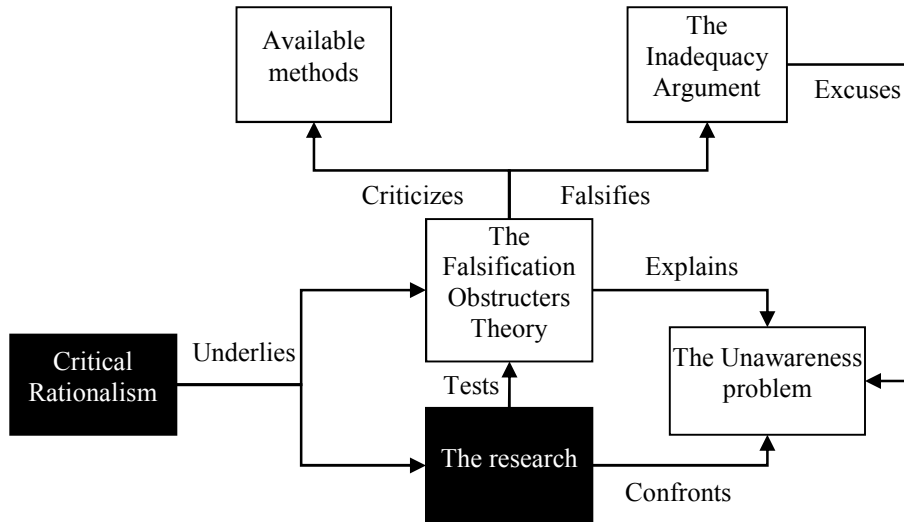 Available
methods
The
Inadequacy
Argument
Excuses
Criticizes
Falsifies
The
Falsification
Obstructers
Theory
Explains
Critical
Rationalism
Underlies
The Unawareness
problem
Tests
The research
Confronts